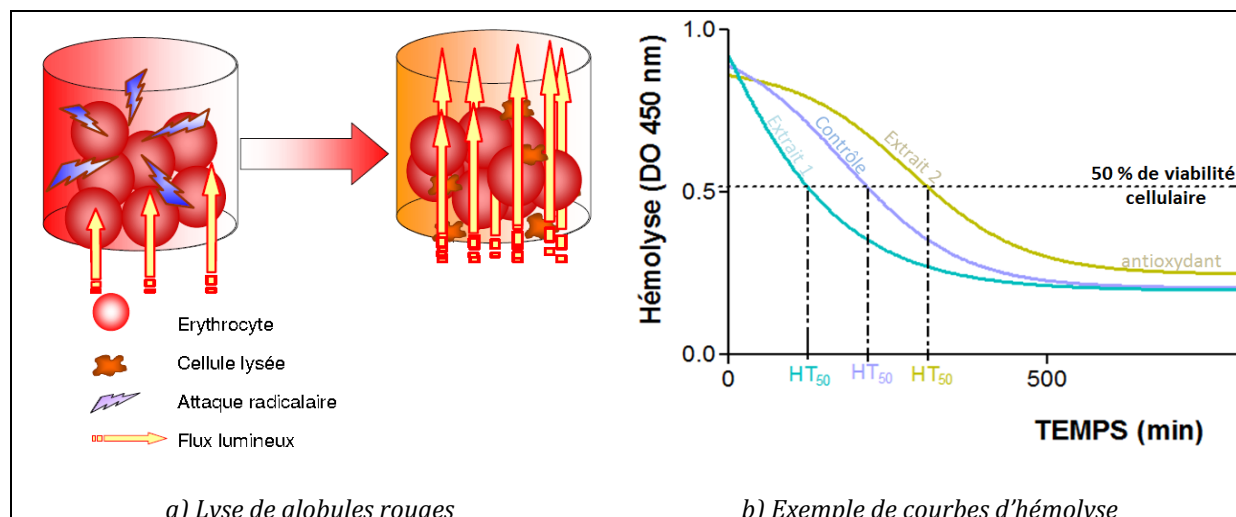 Erythrocyte
Cellule lysée
Attaque radicalaire
Flux lumineux
a) Lyse de globules rouges
Hémolyse (DO 450 nm)
1.0
0.5
0.0
Extrait 1
Contrôle
Extrait 2
50 % de viabilité
cellulaire
antioxydant
0
HT50
HT50
HT50
500
TEMPS (min)
b) Exemple de courbes d'hémolyse